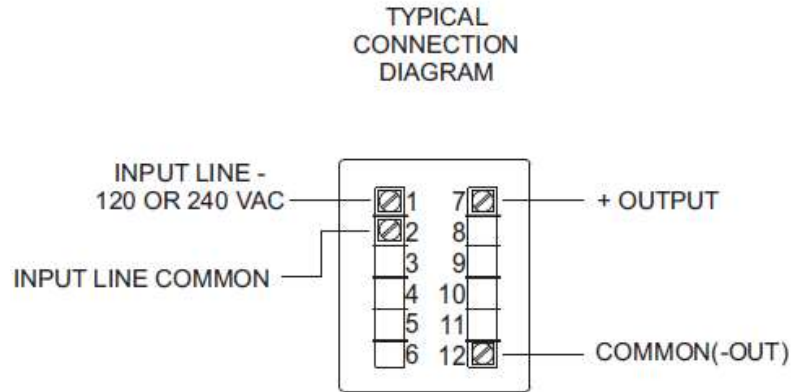 TYPICAL
CONNECTION
DIAGRAM
INPUT LINE -
120 OR 240 VAC
1 7
+ OUTPUT
2 8
INPUT LINE COMMON
3 9
4 10
5 11
6 12
COMMON(-OUT)